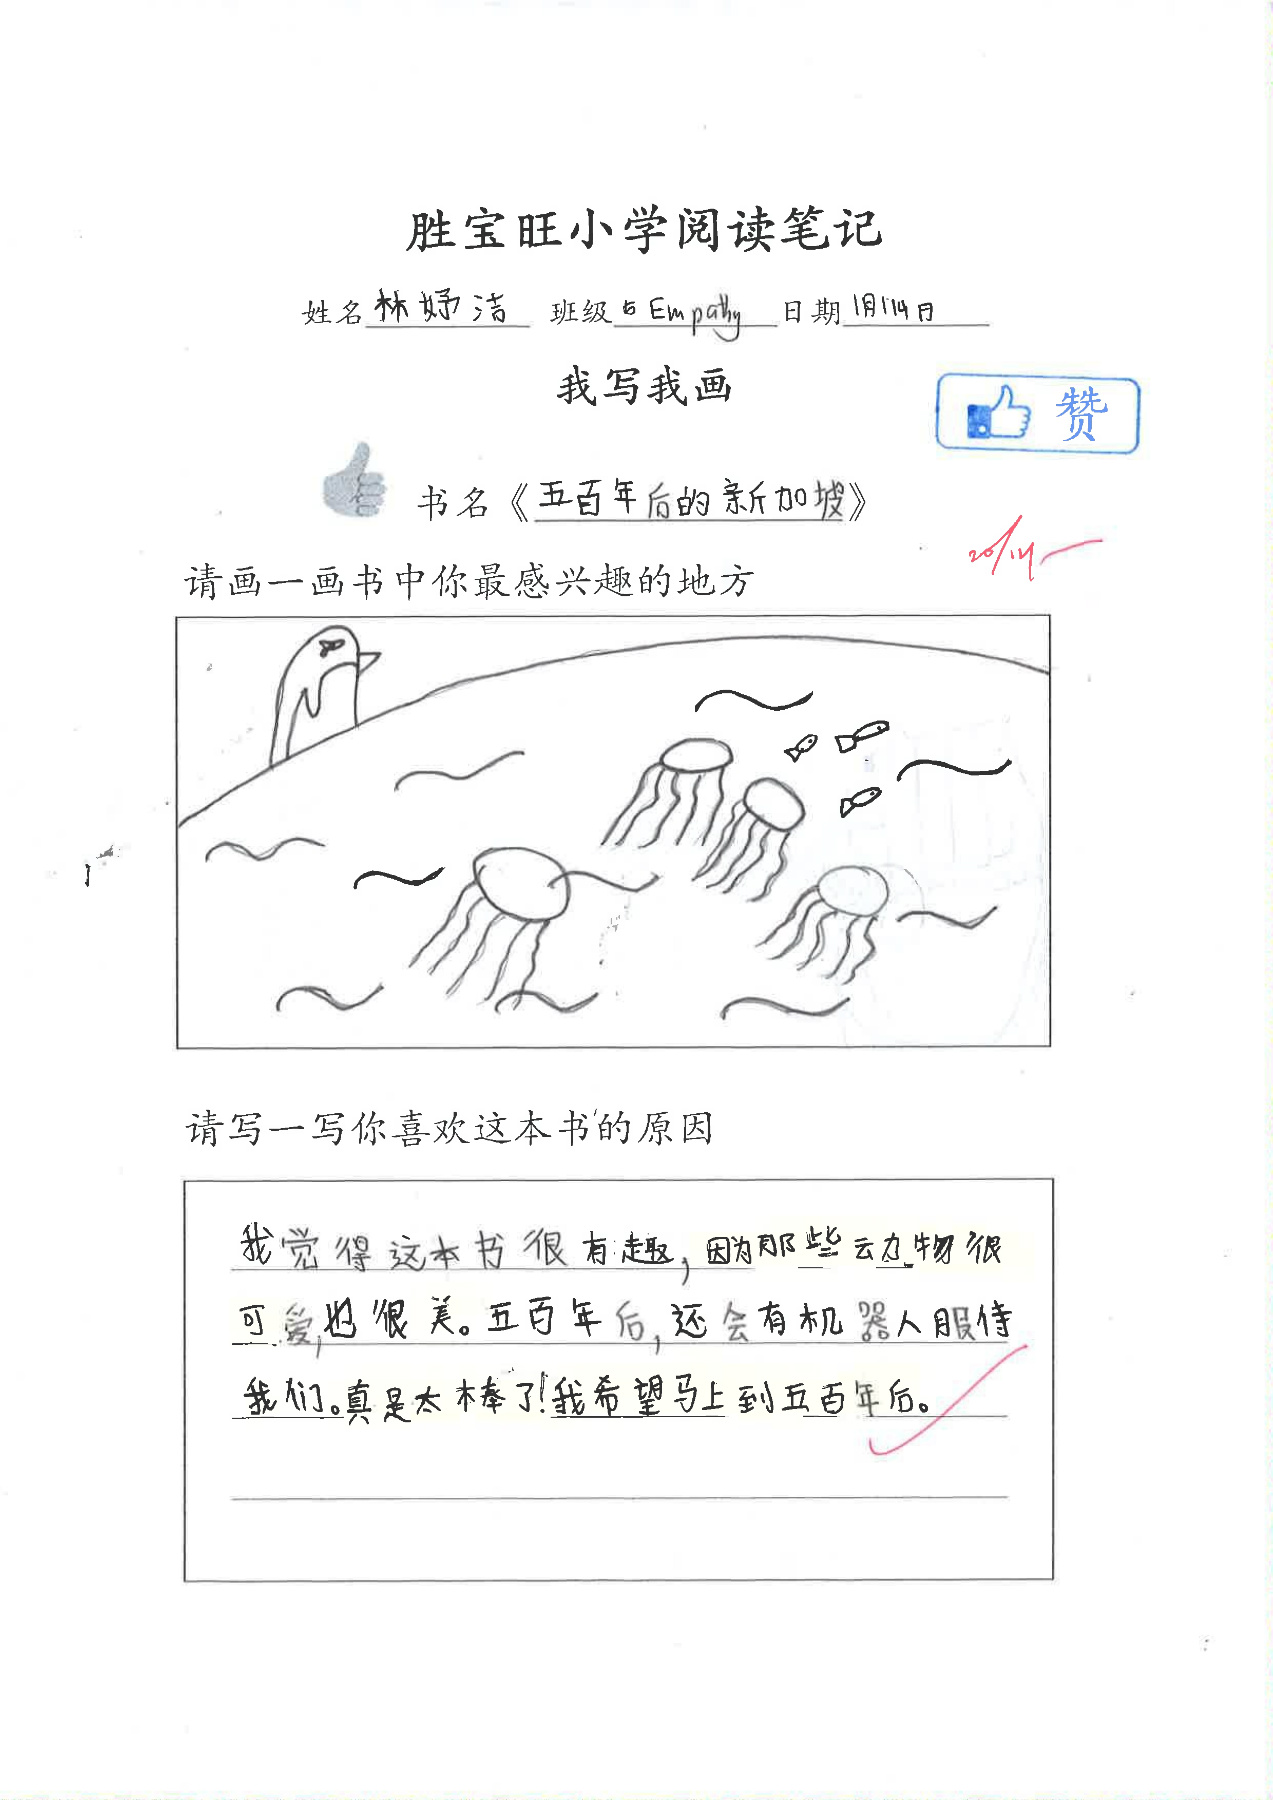 胜宝旺小学阅读笔记
姓名 林妤洁 班级 5 Empathy 日期 1月14日
我写我画
赞
书名《五百年后的新加坡》
请画一画书中你最感兴趣的地方
请写一写你喜欢这本书的原因
我觉得这本书很有趣，因为那些动物很
可爱，也很美。五百年后，还会有机器人服侍
我们。真是太棒了！我希望马上到五百年后。